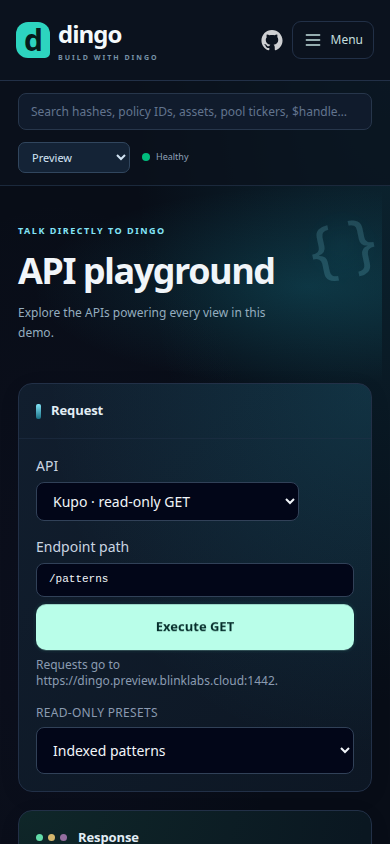 d dingo
BUILD WITH DINGO
Menu
Search hashes, policy IDs, assets, pool tickers, $handle...
Preview
Healthy
TALK DIRECTLY TO DINGO
{ }
API playground
Explore the APIs powering every view in this
demo.
Request
API
Kupo · read-only GET
Endpoint path
/patterns
Execute GET
Requests go to
https://dingo.preview.blinklabs.cloud:1442.
READ-ONLY PRESETS
Indexed patterns
Response